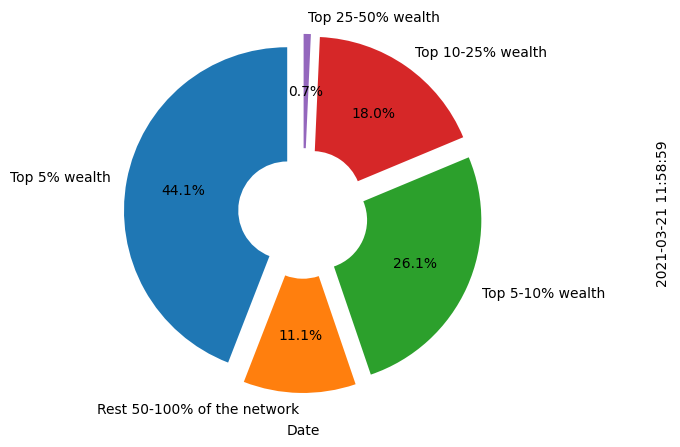 Top 25-50% wealth
Top 10-25% wealth
0.7%
18.0%
Top 5% wealth
44.1%
26.1%
Top 5-10% wealth
11.1%
Rest 50-100% of the network
Date
2021-03-21 11:58:59